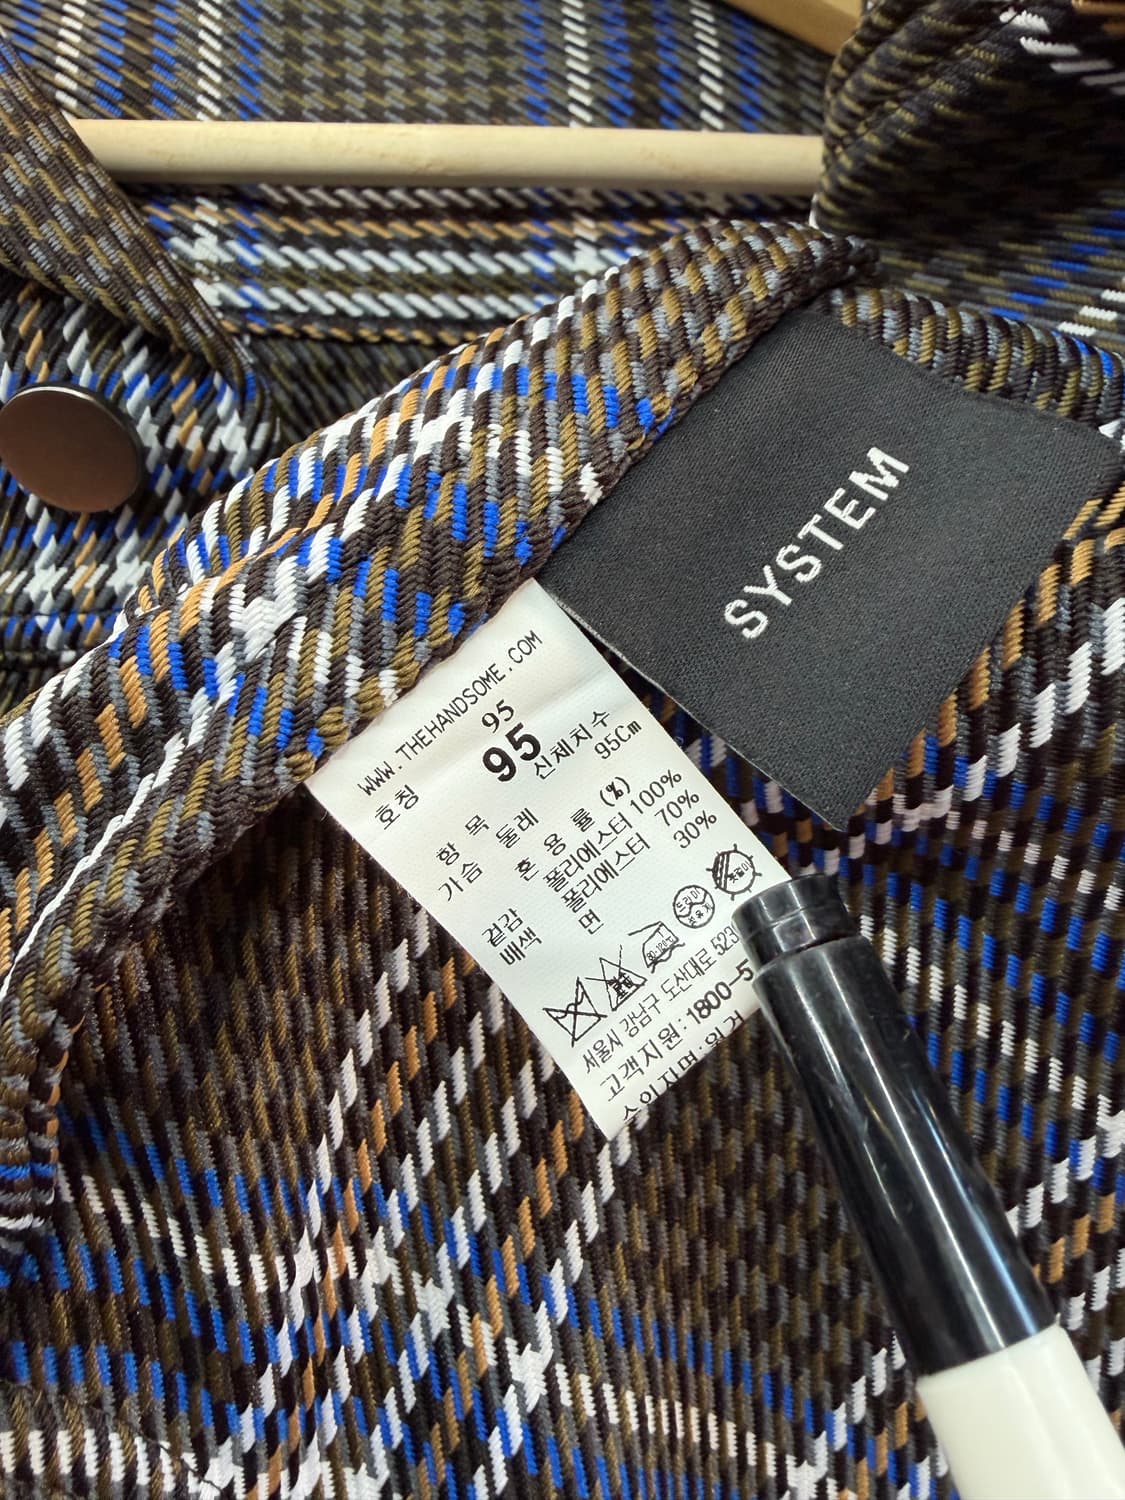 SYSTEM
WWW.THEHANDSOME.COM
95
호칭 95
항 목 신체치수
가슴 둘레 95Cm
혼 용 률 (%)
겉감 폴리에스터 100%
배색 폴리에스터 70%
면 30%
드라이
서울시 강남구 도산대로 523
고객지원: 1800-5